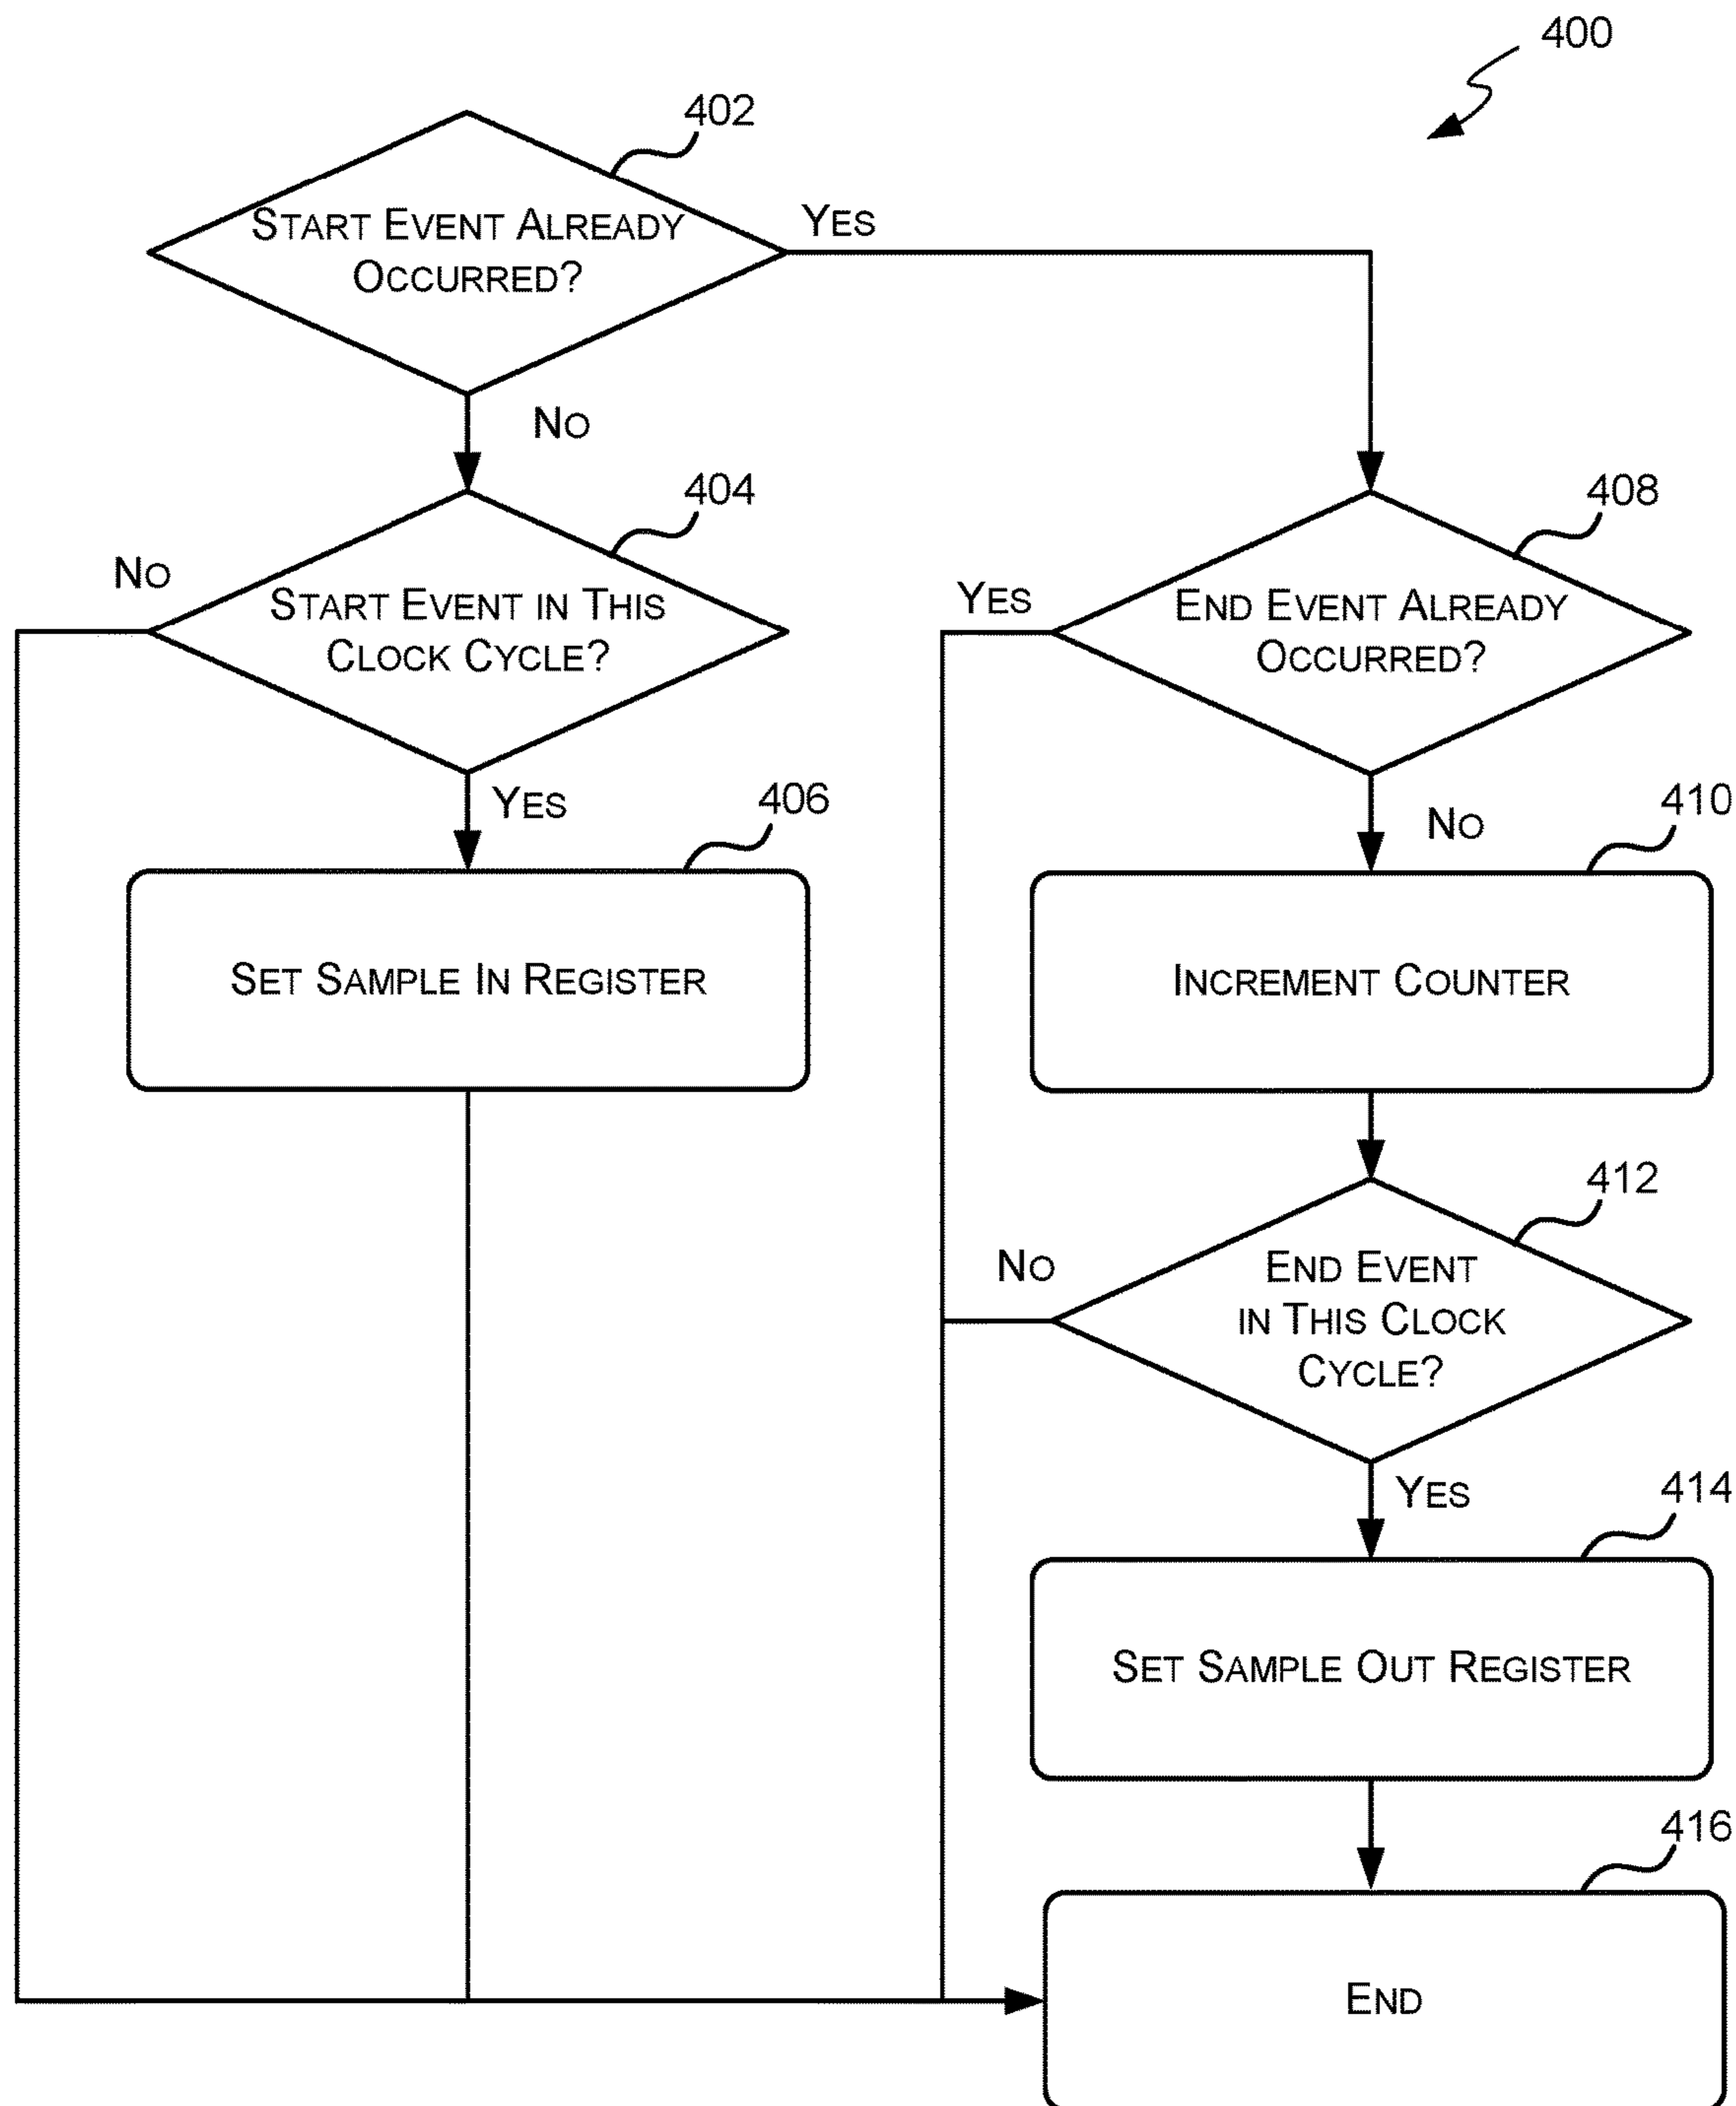 400
402
START EVENT ALREADY
OCCURRED?
YES
NO
404
START EVENT IN THIS
CLOCK CYCLE?
NO
YES
406
SET SAMPLE IN REGISTER
408
END EVENT ALREADY
OCCURRED?
YES
NO
410
INCREMENT COUNTER
412
END EVENT
IN THIS CLOCK
CYCLE?
NO
YES
414
SET SAMPLE OUT REGISTER
416
END